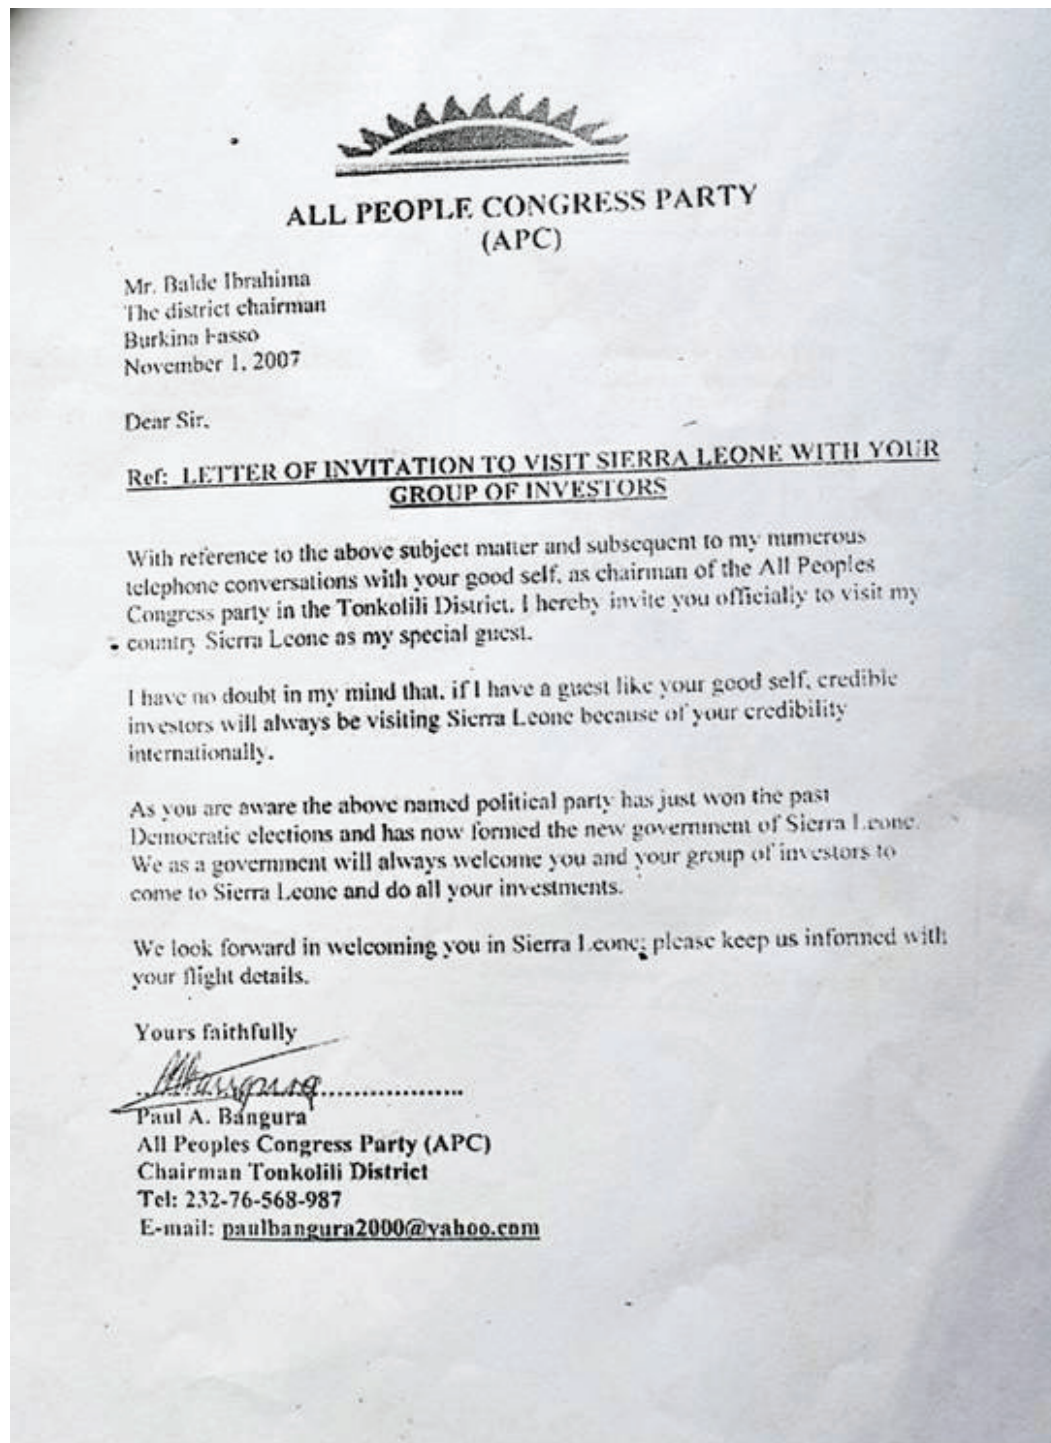 ALL PEOPLE CONGRESS PARTY
(APC)
Mr. Balde Ibrahima
The district chairman
Burkina Fasso
November 1, 2007
Dear Sir,
Ref: LETTER OF INVITATION TO VISIT SIERRA LEONE WITH YOUR
GROUP OF INVESTORS
With reference to the above subject matter and subsequent to my numerous
telephone conversations with your good self, as chairman of the All Peoples
Congress party in the Tonkolili District, I hereby invite you officially to visit my
country Sierra Leone as my special guest.
I have no doubt in my mind that, if I have a guest like your good self, credible
investors will always be visiting Sierra Leone because of your credibility
internationally.
As you are aware the above named political party has just won the past
Democratic elections and has now formed the new government of Sierra Leone.
We as a government will always welcome you and your group of investors to
come to Sierra Leone and do all your investments.
We look forward in welcoming you in Sierra Leone; please keep us informed with
your flight details.
Yours faithfully
Paul A. Bangura
All Peoples Congress Party (APC)
Chairman Tonkolili District
Tel: 232-76-568-987
E-mail: paulbangura2000@yahoo.com